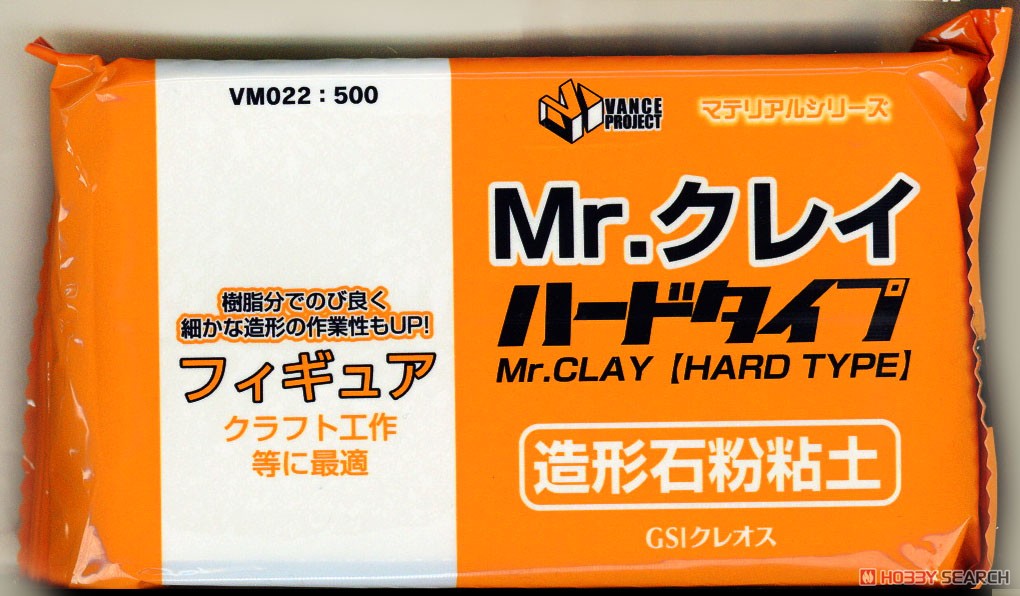 VM022：500
VANCE
PROJECT
マテリアルシリーズ
Mr.クレイ
ハードタイプ
Mr.CLAY【HARD TYPE】
造形石粉粘土
GSIクレオス
樹脂分でのび良く
細かな造形の作業性もUP!
フィギュア
クラフト工作
等に最適
HOBBY SEARCH